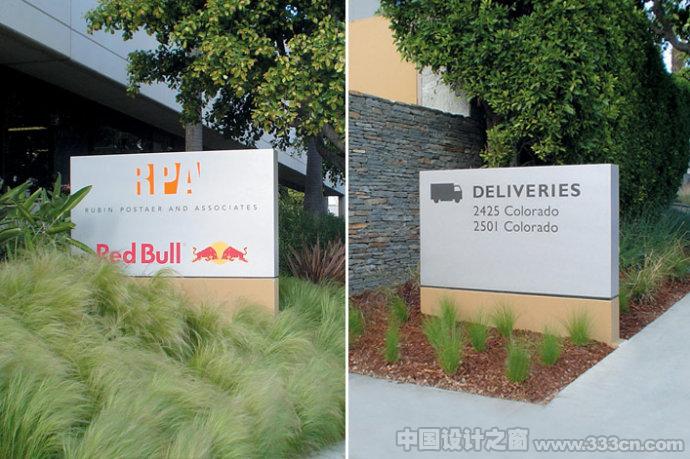 RPA
RUBIN POSTAER AND ASSOCIATES
Red Bull
DELIVERIES
2425 Colorado
2501 Colorado
中国设计之窗
www.333cn.com